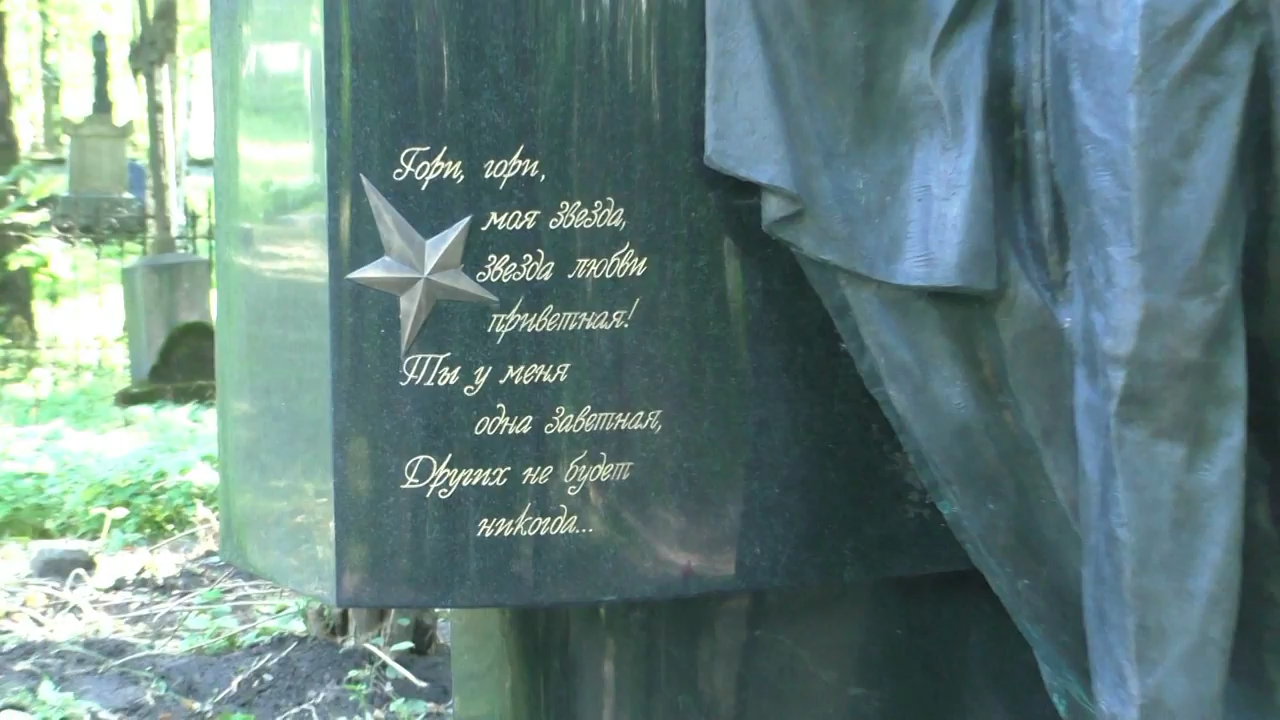 Гори, гори,
моя звезда,
звезда любви
приветная!
Ты у меня
одна заветная,
Других не будет
никогда...